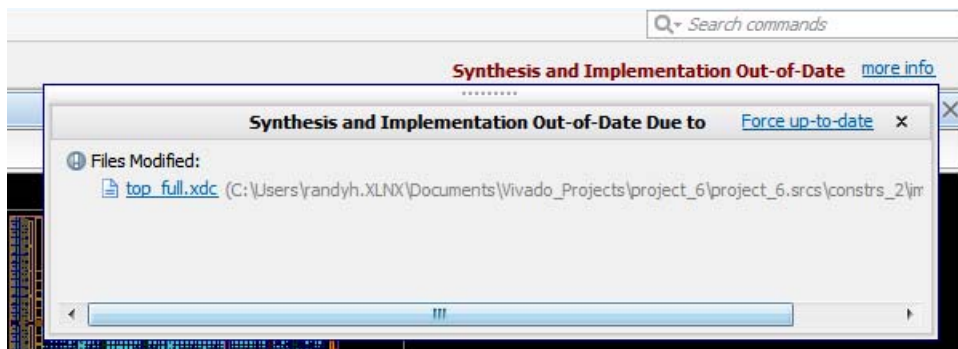 Search commands
Synthesis and Implementation Out-of-Date more info
Synthesis and Implementation Out-of-Date Due to Force up-to-date ×
Files Modified:
top_full.xdc (C:\Users\randyh.XLNX\Documents\Vivado_Projects\project_6\project_6.srcs\constrs_2\im